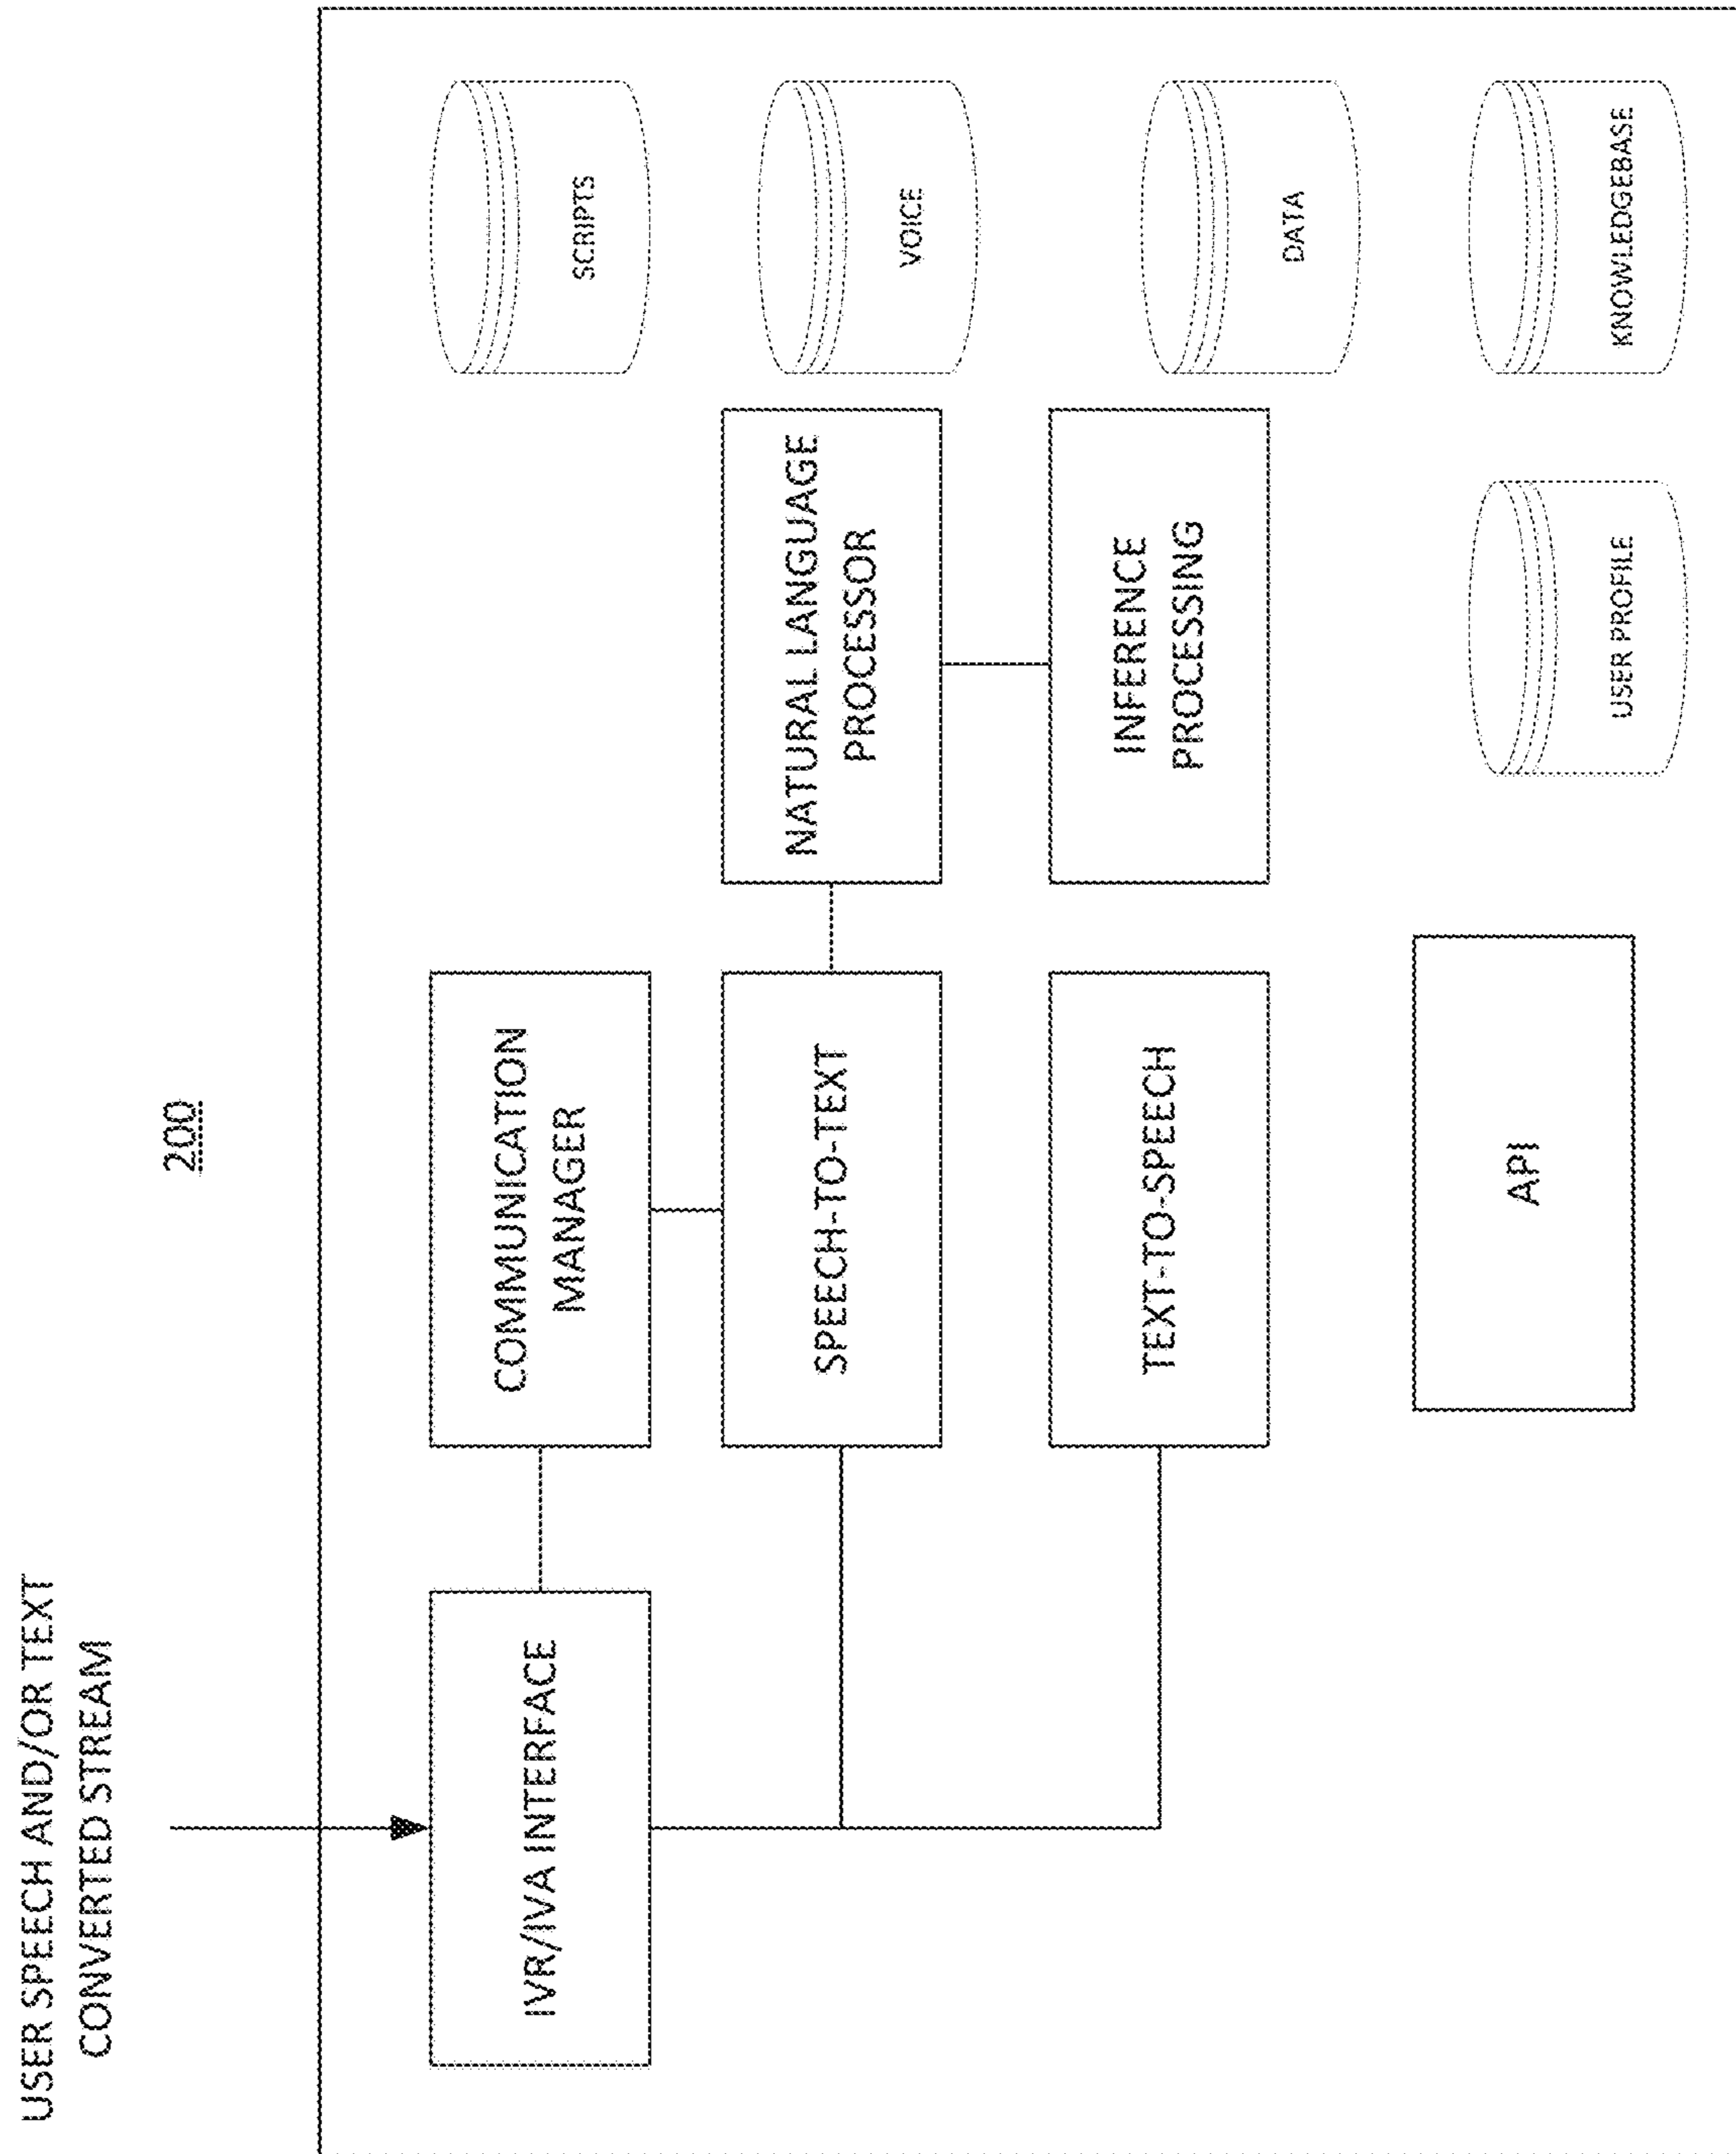 200
USER SPEECH AND/OR TEXT
CONVERTED STREAM
IVR/IVA INTERFACE
COMMUNICATION
MANAGER
SCRIPTS
SPEECH-TO-TEXT
NATURAL LANGUAGE
PROCESSOR
VOICE
TEXT-TO-SPEECH
INFERENCE
PROCESSING
DATA
API
USER PROFILE
KNOWLEDGEBASE